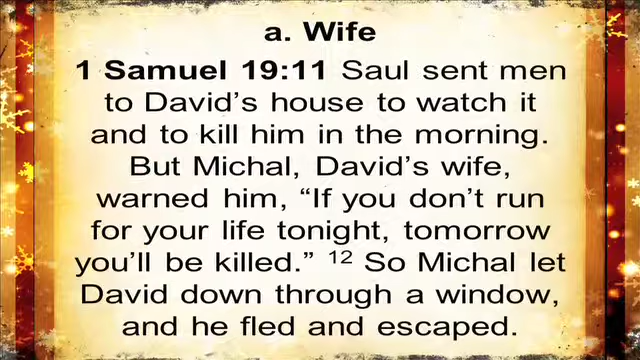 a. Wife
1 Samuel 19:11 Saul sent men
to David’s house to watch it
and to kill him in the morning.
But Michal, David’s wife,
warned him, “If you don’t run
for your life tonight, tomorrow
you’ll be killed.” 12 So Michal let
David down through a window,
and he fled and escaped.